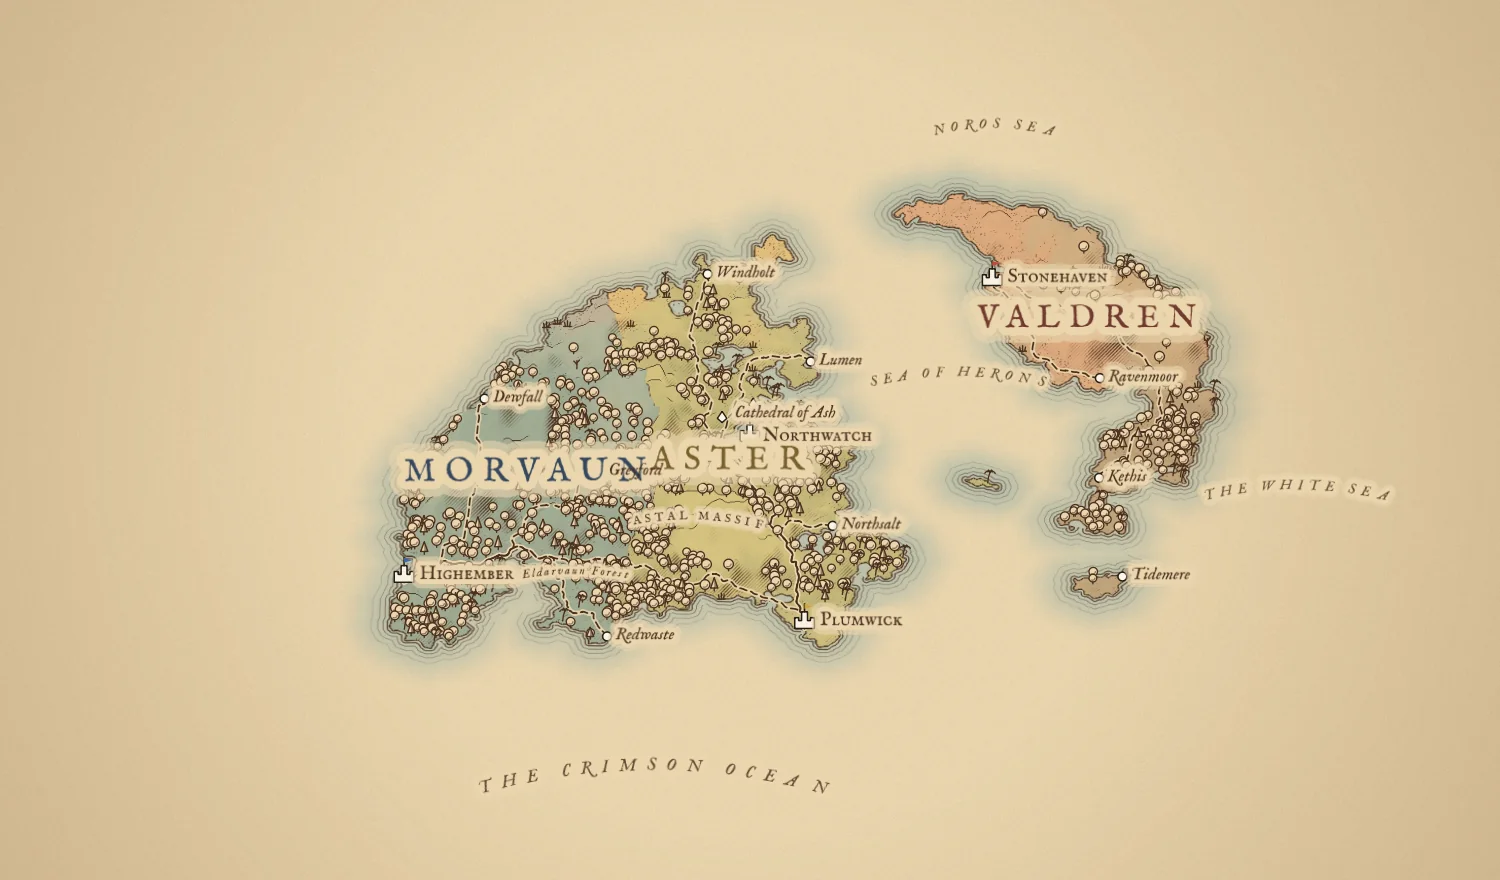 NOROS SEA
Windholt
STONEHAVEN
VALDREN
Lumen
SEA OF HERONS
Ravenmoor
Dewfall
Cathedral of Ash
NORTHWATCH
MORVAUN
Greyford
ASTER
Kethis
THE WHITE SEA
ASTAL MASSIF
Northsalt
HIGHEMBER
Eldarvaun Forest
Tidemere
PLUMWICK
Redwaste
THE CRIMSON OCEAN